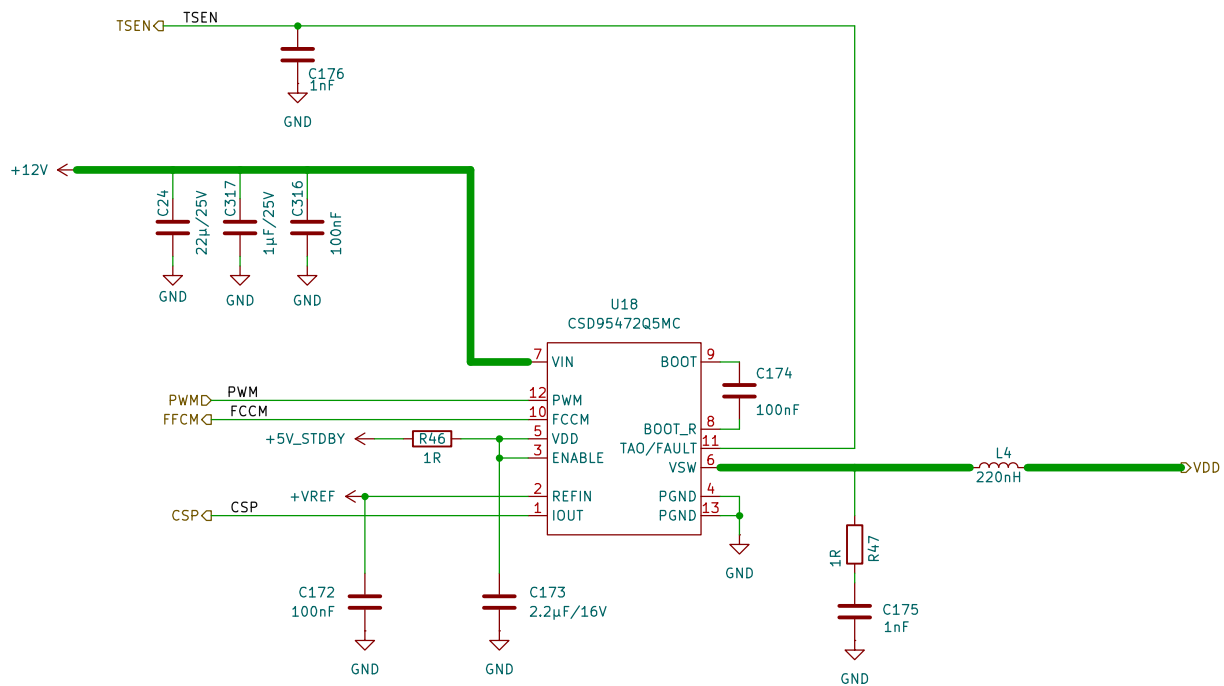 TSEN
TSEN
C176
1nF
GND
+12V
C24
22µ/25V
C317
1µF/25V
C316
100nF
GND
GND
GND
U18
CSD95472Q5MC
7
VIN
BOOT
9
C174
100nF
PWM
PWM
12
PWM
FFCM
FCCM
10
FCCM
BOOT_R
8
+5V_STDBY
R46
1R
5
VDD
TAO/FAULT
11
3
ENABLE
VSW
6
L4
220nH
VDD
+VREF
2
REFIN
PGND
4
CSP
CSP
1
IOUT
PGND
13
GND
1R
R47
C172
100nF
GND
C173
2.2µF/16V
GND
C175
1nF
GND